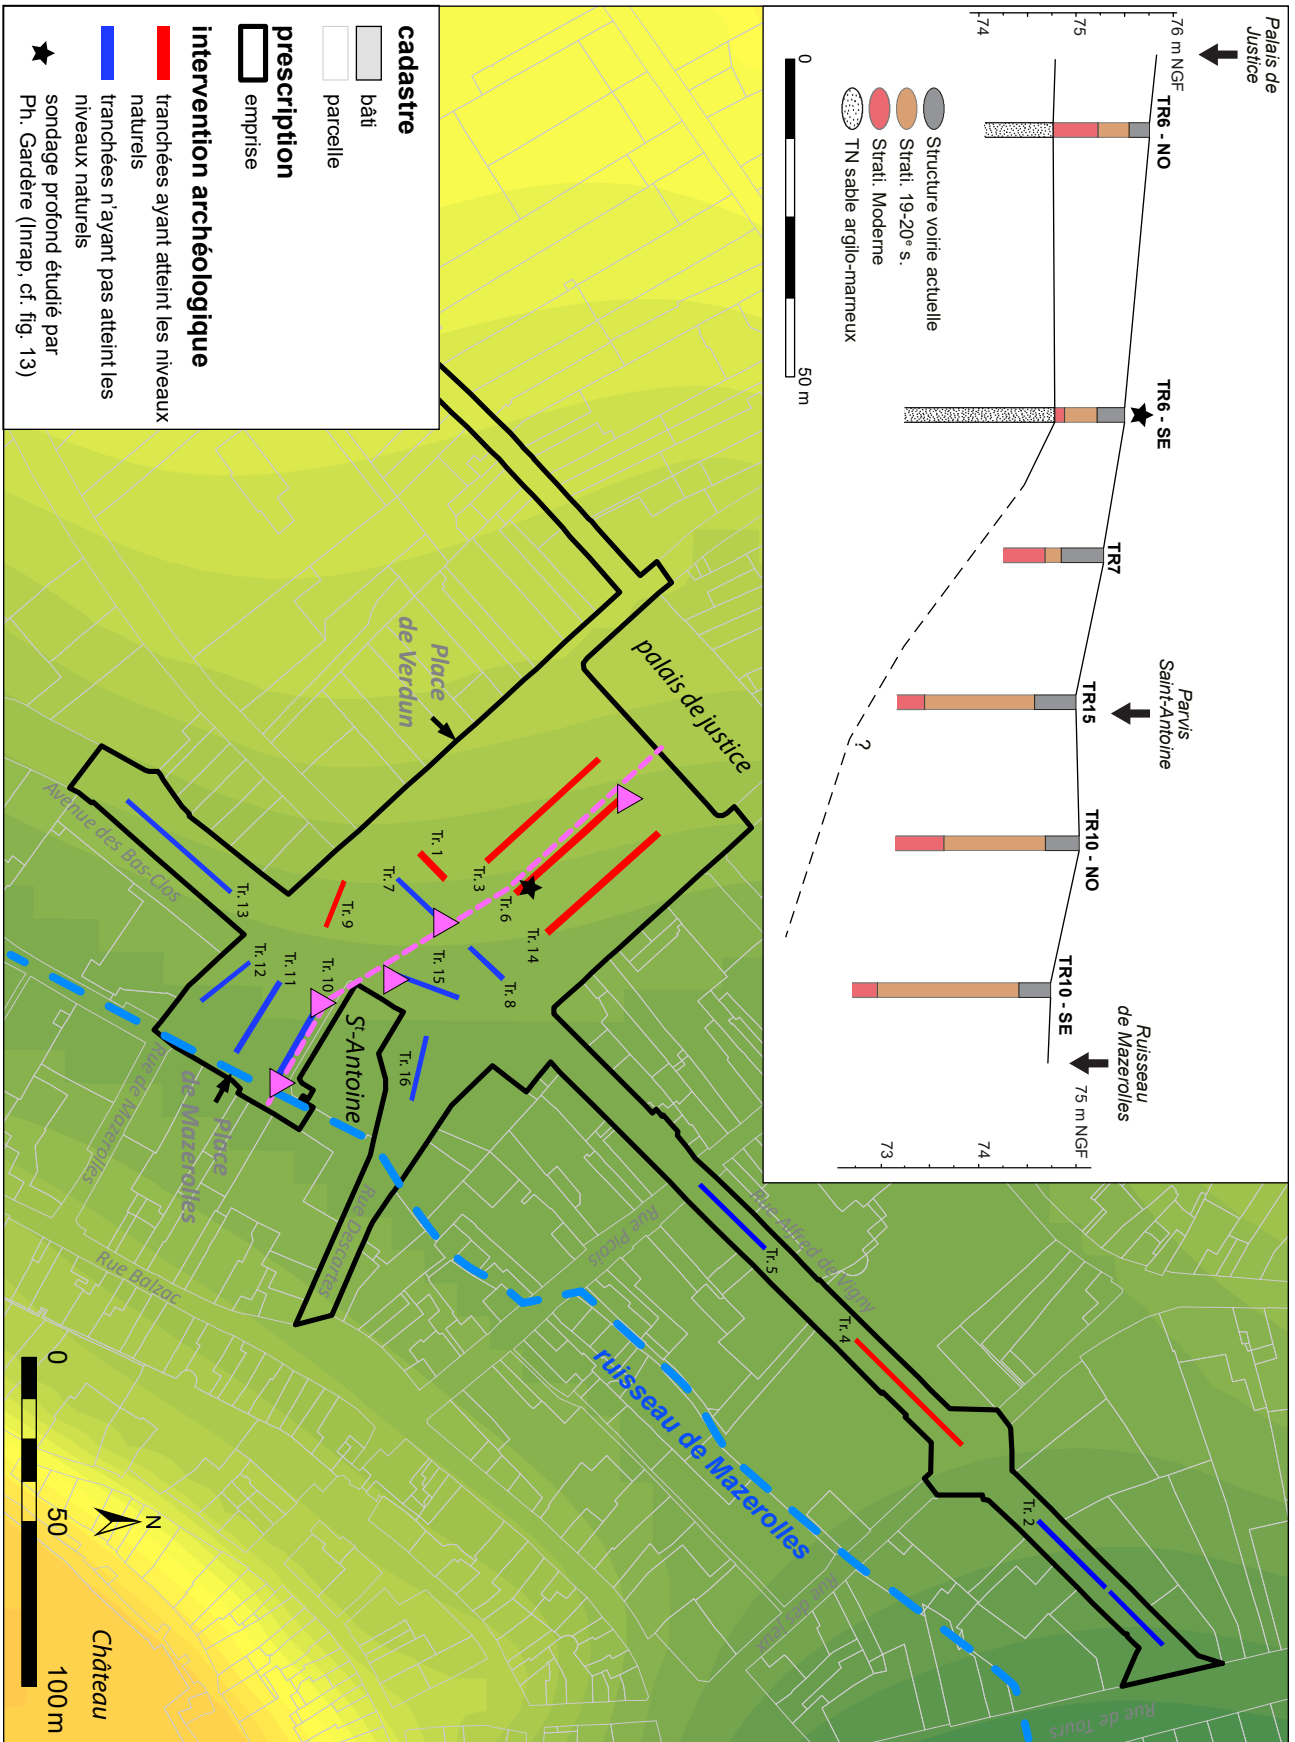 Palais de
Justice
Parvis
Saint-Antoine
Ruisseau
de Mazerolles
TR6 - NO
TR6 - SE
TR7
TR15
TR10 - NO
TR10 - SE
76 m NGF
75
74
75 m NGF
74
73
?
Structure voirie actuelle
Strati. 19-20e s.
Strati. Moderne
TN sable argilo-marneux
0
50 m
cadastre
bâti
parcelle
prescription
emprise
intervention archéologique
tranchées ayant atteint les niveaux
naturels
tranchées n'ayant pas atteint les
niveaux naturels
sondage profond étudié par
Ph. Gardère (Inrap, cf. fig. 13)
palais de justice
Place
de Verdun
Avenue des Bas-Clos
Tr. 1
Tr. 3
Tr. 6
Tr. 14
Tr. 7
Tr. 8
Tr. 9
Tr. 15
Tr. 10
Tr. 11
Tr. 12
Tr. 13
Tr. 16
St-Antoine
Place
de Mazerolles
Rue de Mazerolles
Rue Descartes
Rue Balzac
Rue Picois
Rue Alfred de Vigny
Tr. 5
Tr. 4
Tr. 2
ruisseau de Mazerolles
Rue des Jeux
Rue de Tours
Château
N
0
50
100 m